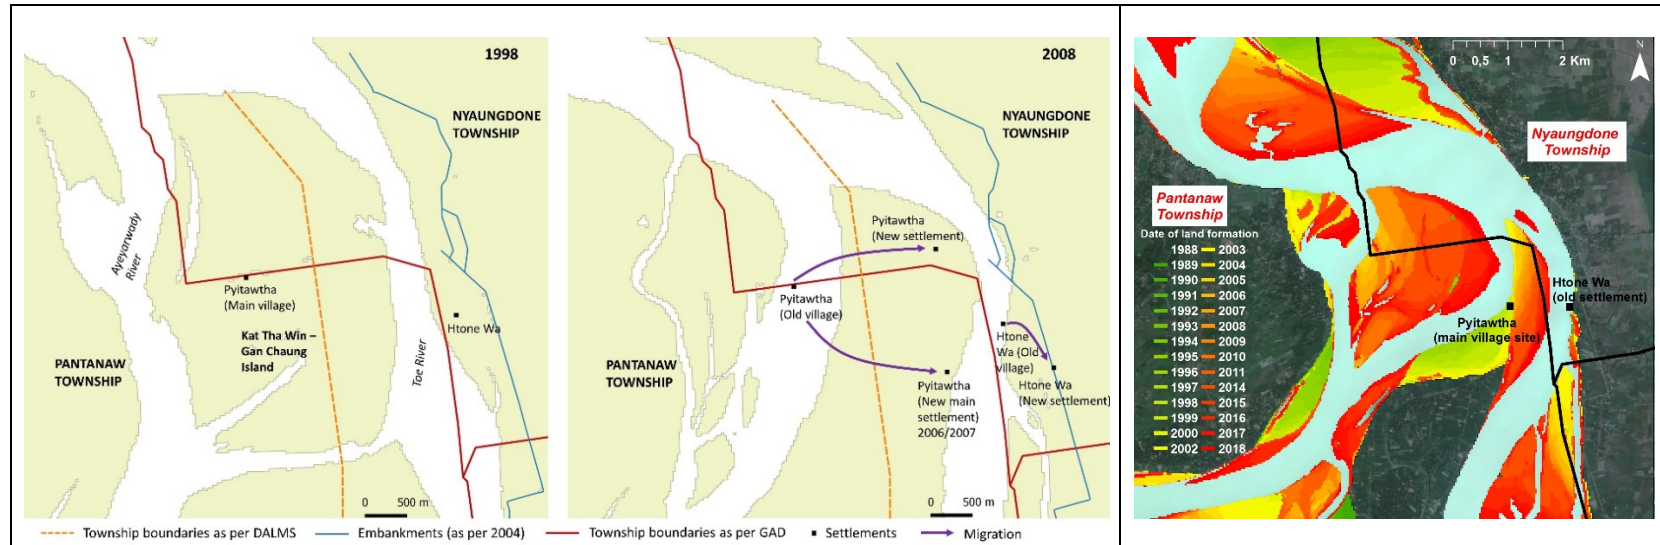 1998
NYAUNGDONE
TOWNSHIP
Ayeyarwady
River
Pyitawtha
(Main village)
Htone Wa
Kat Tha Win –
Gan Chaung
Island
PANTANAW
TOWNSHIP
Toe River
0 500 m
2008
NYAUNGDONE
TOWNSHIP
Pyitawtha
(New settlement)
Pyitawtha
(Old village)
Htone
Wa (Old
village)
PANTANAW
TOWNSHIP
Pyitawtha
(New main
settlement)
2006/2007
Htone Wa
(New settlement)
0 500 m
Township boundaries as per DALMS
Embankments (as per 2004)
Township boundaries as per GAD
Settlements
Migration
0 0,5 1 2 Km
N
Nyaungdone
Township
Pantanaw
Township
Date of land formation
1988 2003
1989 2004
1990 2005
1991 2006
1992 2007
1993 2008
1994 2009
1995 2010
1996 2011
1997 2014
1998 2015
1999 2016
2000 2017
2002 2018
Htone Wa
(old settlement)
Pyitawtha
(main village site)